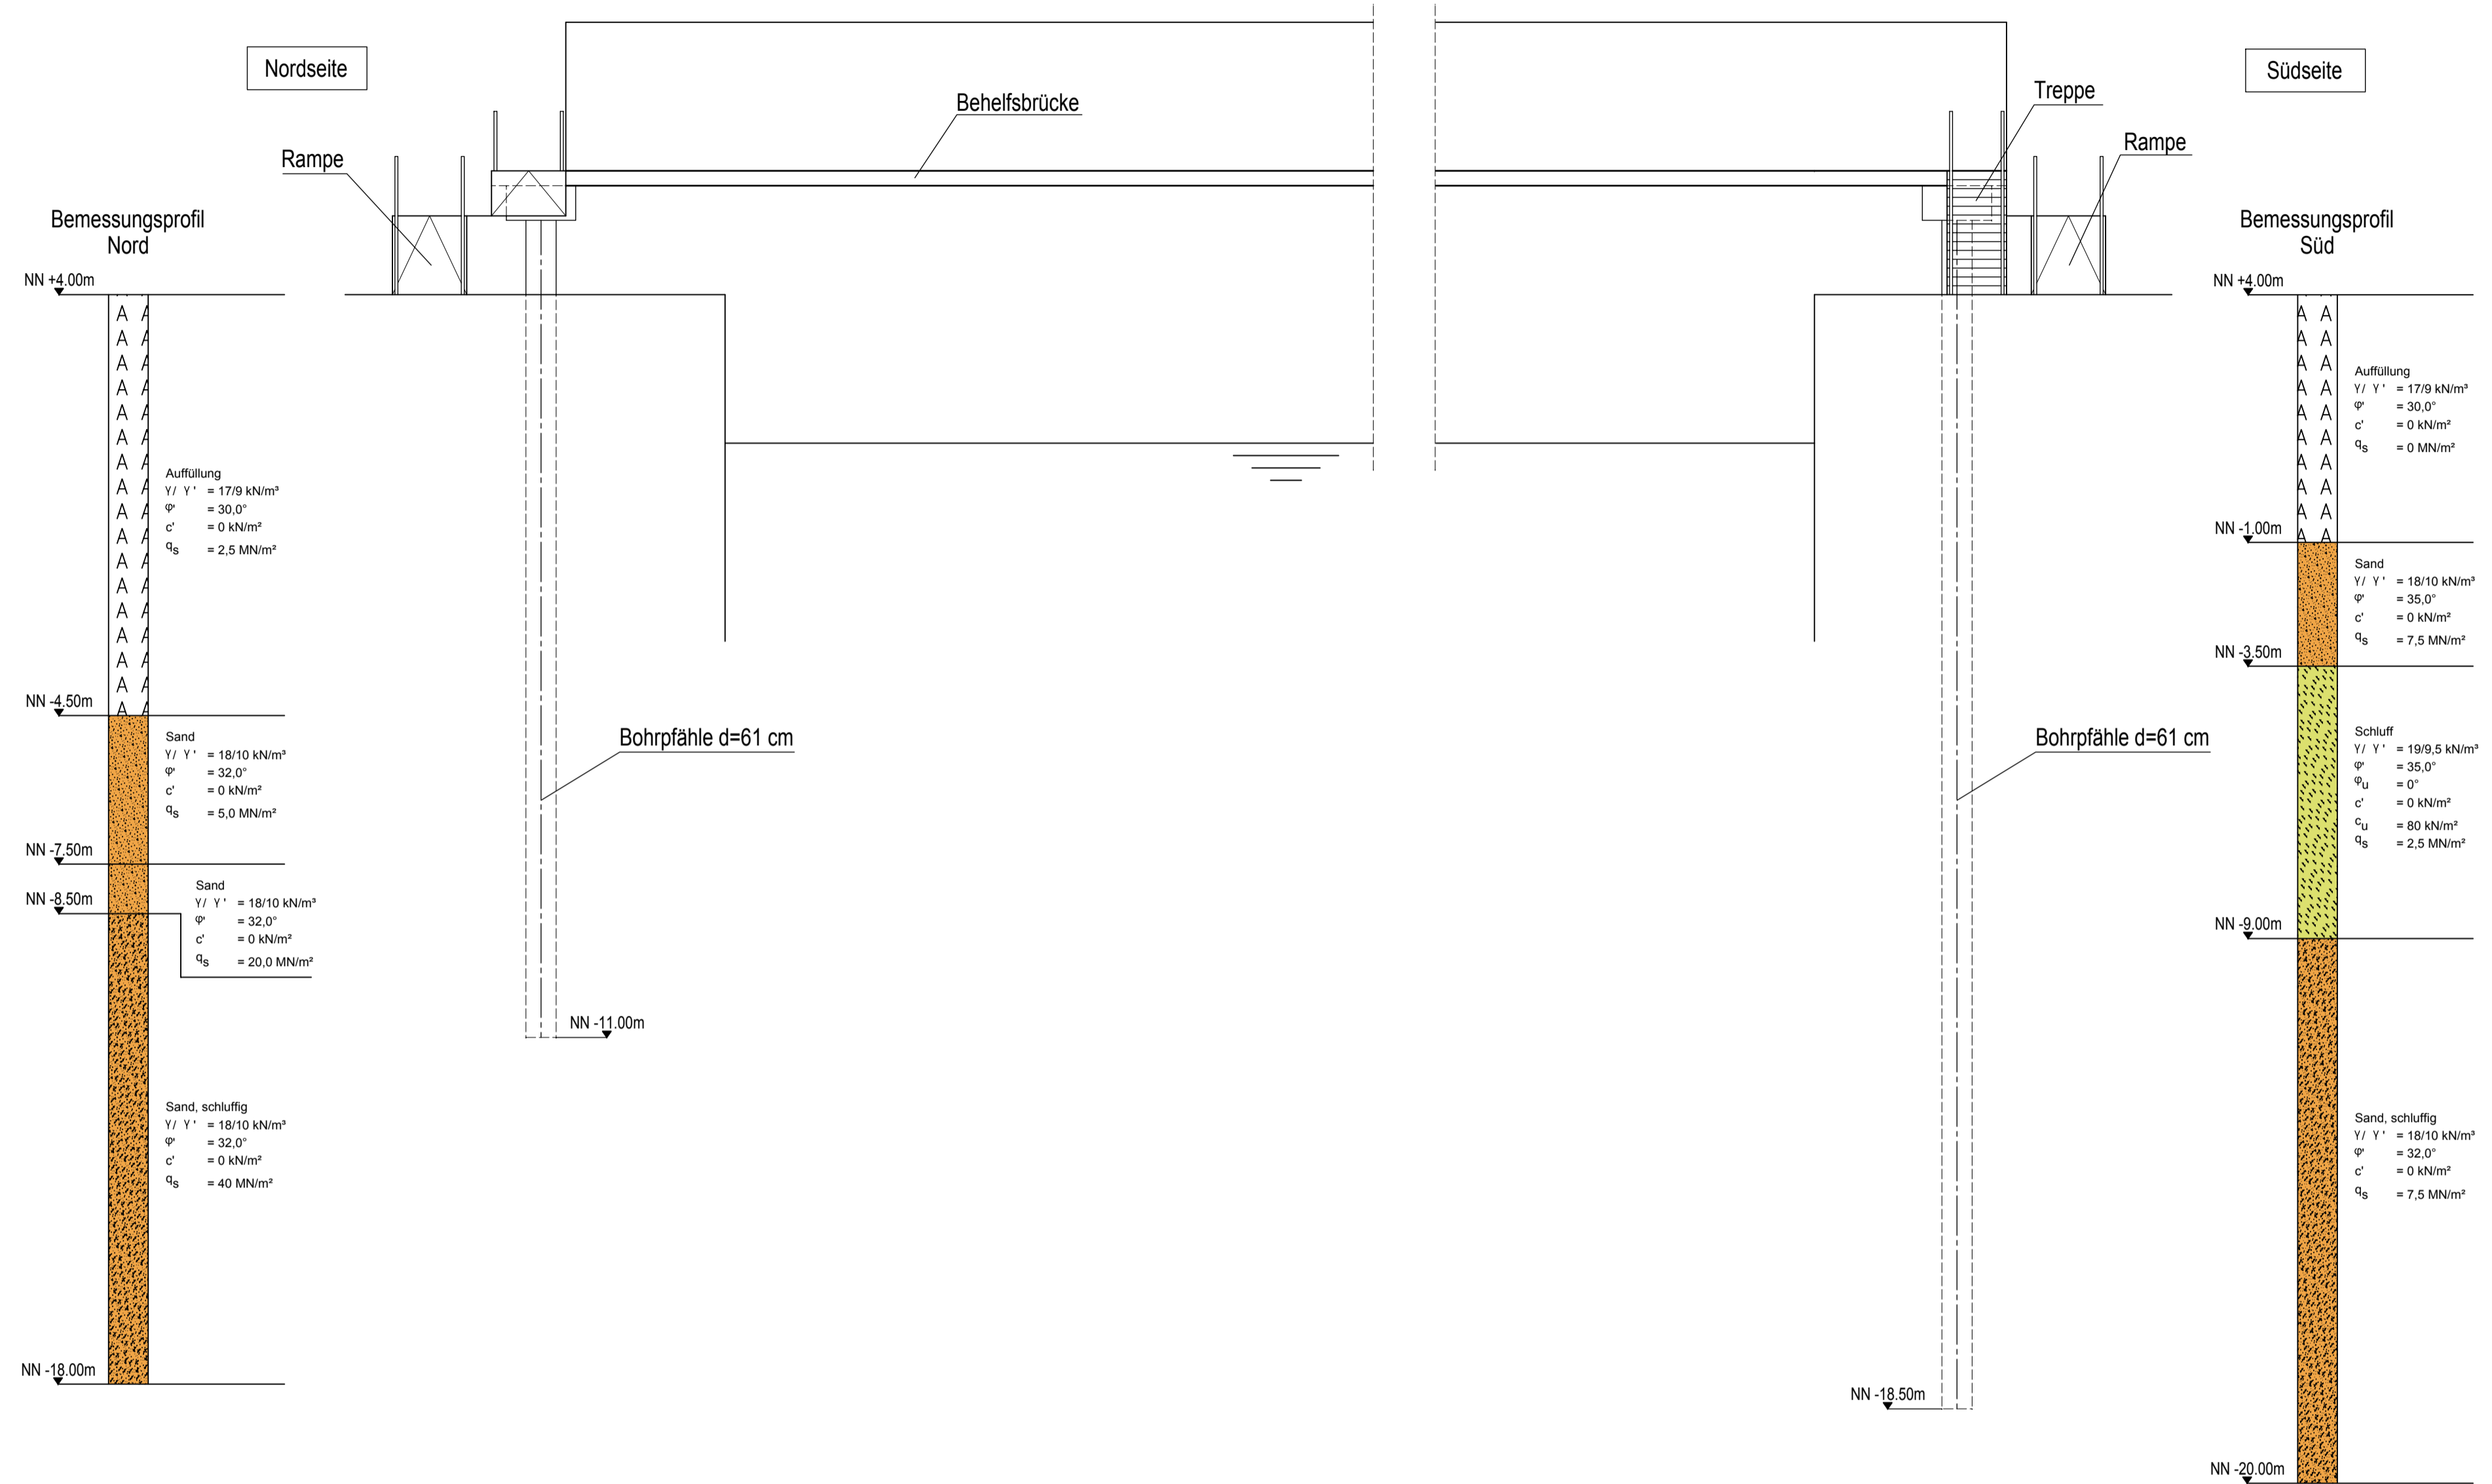 Nordseite
Südseite
Behelfsbrücke
Treppe
Rampe
Rampe
Bemessungsprofil
Nord
NN +4.00m
Auffüllung
γ/ γ' = 17/9 kN/m³
φ' = 30,0°
c' = 0 kN/m²
qs = 2,5 MN/m²
NN -4.50m
Sand
γ/ γ' = 18/10 kN/m³
φ' = 32,0°
c' = 0 kN/m²
qs = 5,0 MN/m²
NN -7.50m
Sand
γ/ γ' = 18/10 kN/m³
φ' = 32,0°
c' = 0 kN/m²
qs = 20,0 MN/m²
NN -8.50m
Sand, schluffig
γ/ γ' = 18/10 kN/m³
φ' = 32,0°
c' = 0 kN/m²
qs = 40 MN/m²
NN -18.00m
Bohrpfähle d=61 cm
NN -11.00m
Bohrpfähle d=61 cm
NN -18.50m
Bemessungsprofil
Süd
NN +4.00m
Auffüllung
γ/ γ' = 17/9 kN/m³
φ' = 30,0°
c' = 0 kN/m²
qs = 0 MN/m²
NN -1.00m
Sand
γ/ γ' = 18/10 kN/m³
φ' = 35,0°
c' = 0 kN/m²
qs = 7,5 MN/m²
NN -3.50m
Schluff
γ/ γ' = 19/9,5 kN/m³
φ' = 35,0°
φu = 0°
c' = 0 kN/m²
cu = 80 kN/m²
qs = 2,5 MN/m²
NN -9.00m
Sand, schluffig
γ/ γ' = 18/10 kN/m³
φ' = 32,0°
c' = 0 kN/m²
qs = 7,5 MN/m²
NN -20.00m